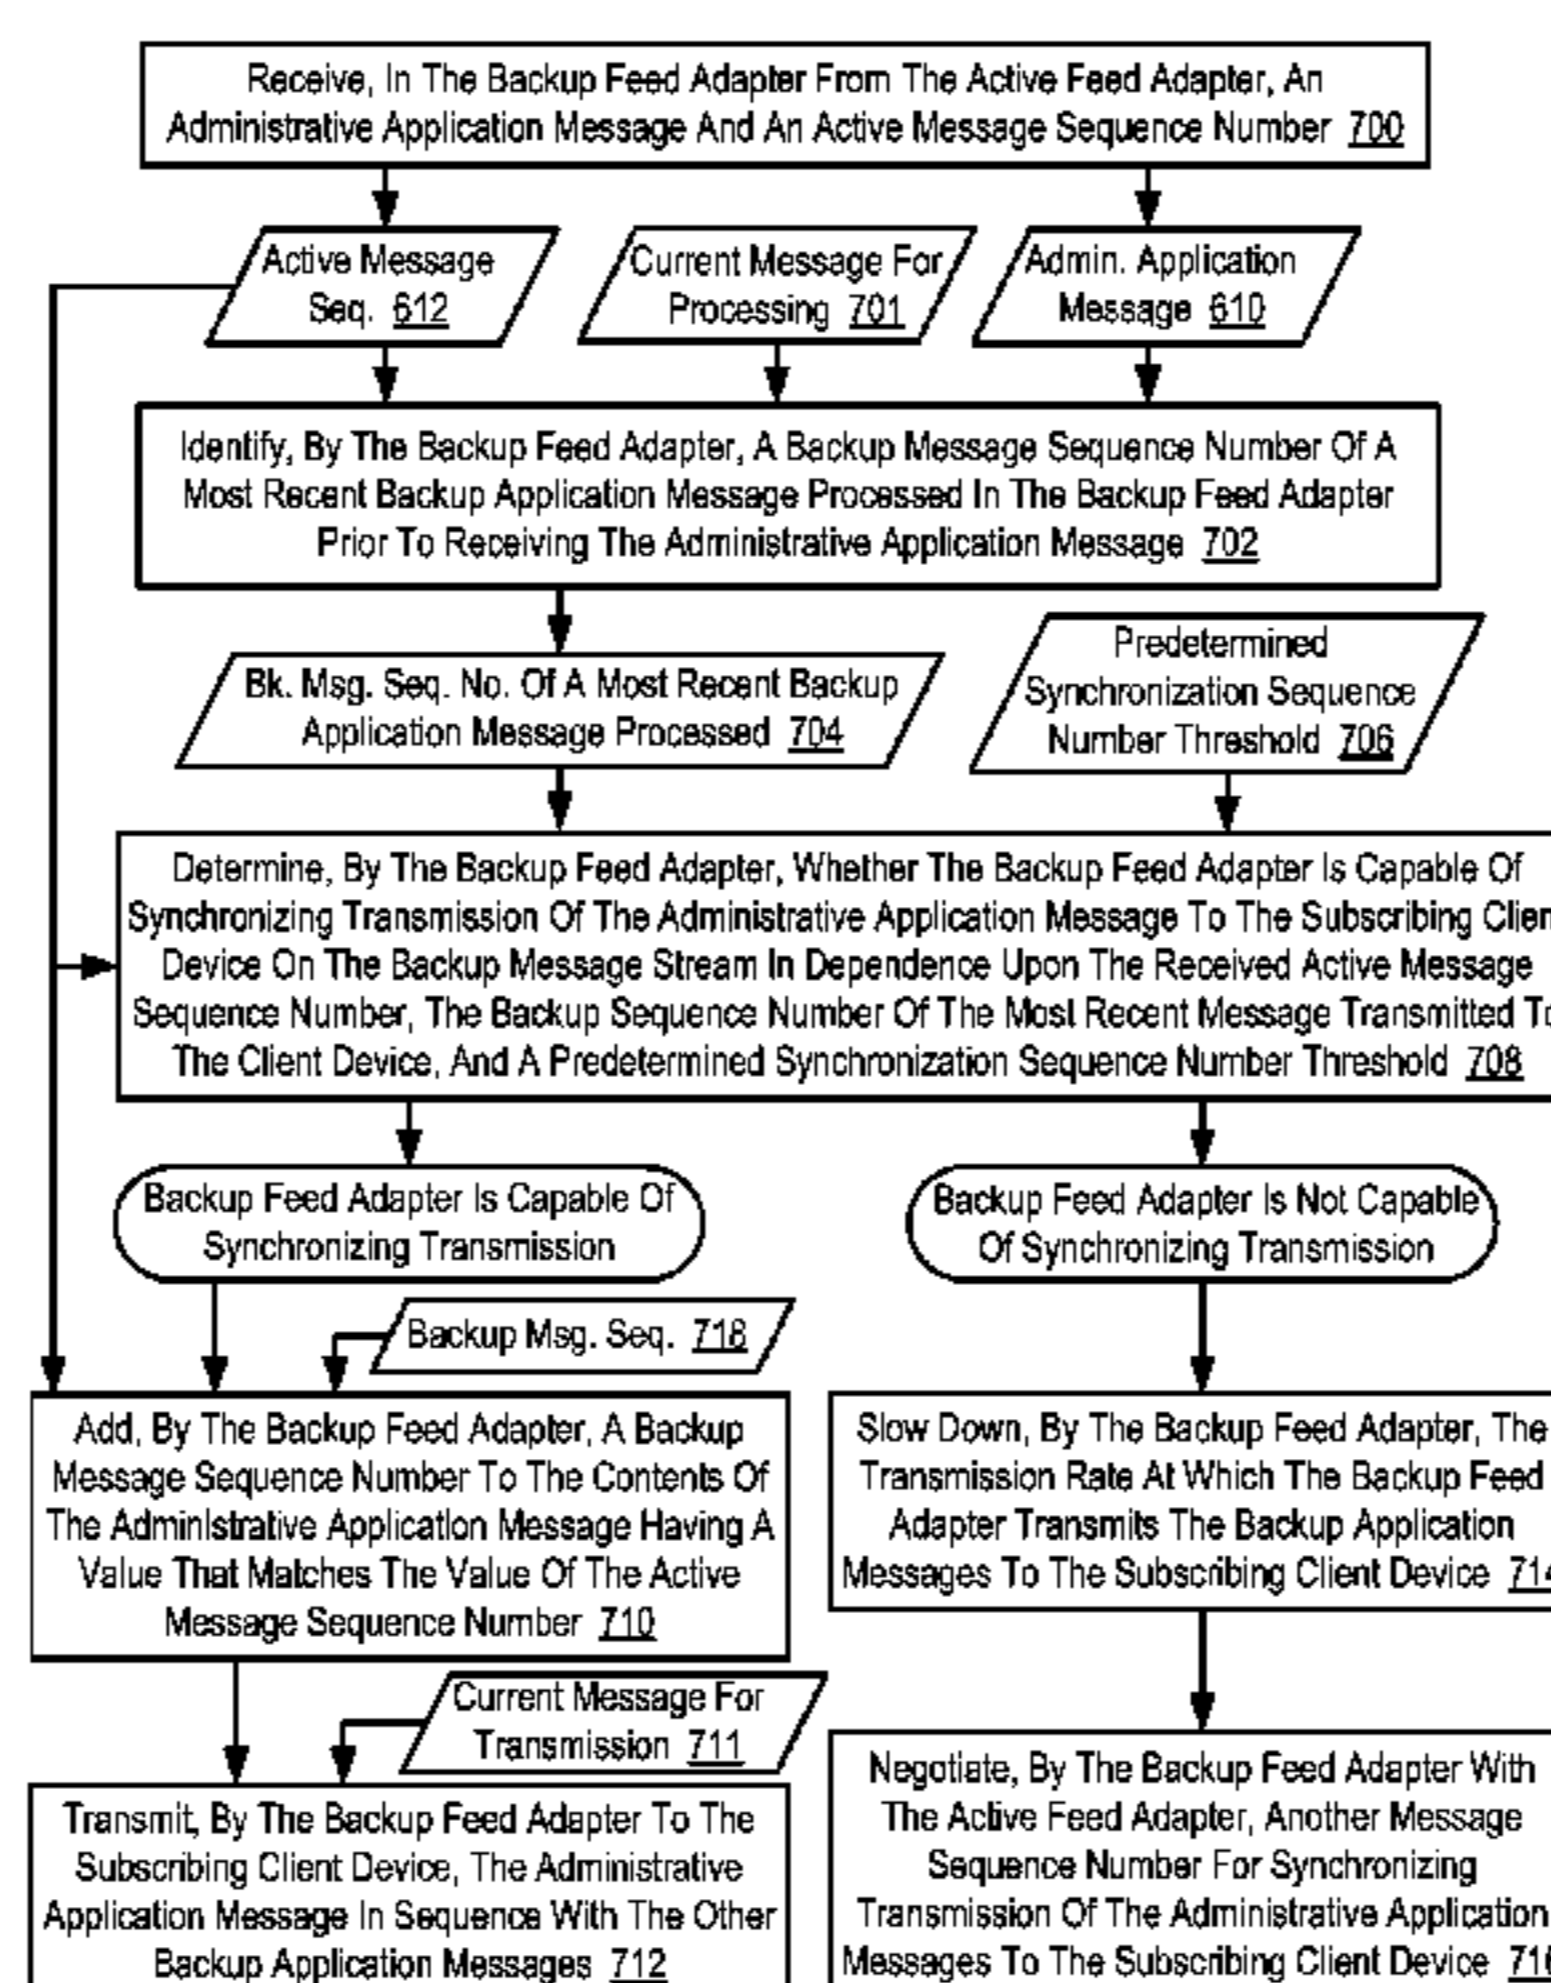 Receive, In The Backup Feed Adapter From The Active Feed Adapter, An
Administrative Application Message And An Active Message Sequence Number 700
Active Message
Seq. 612
Current Message For
Processing 701
Admin. Application
Message 610
Identify, By The Backup Feed Adapter, A Backup Message Sequence Number Of A
Most Recent Backup Application Message Processed In The Backup Feed Adapter
Prior To Receiving The Administrative Application Message 702
Bk. Msg. Seq. No. Of A Most Recent Backup
Application Message Processed 704
Predetermined
Synchronization Sequence
Number Threshold 706
Determine, By The Backup Feed Adapter, Whether The Backup Feed Adapter Is Capable Of
Synchronizing Transmission Of The Administrative Application Message To The Subscribing Clien
Device On The Backup Message Stream In Dependence Upon The Received Active Message
Sequence Number, The Backup Sequence Number Of The Most Recent Message Transmitted To
The Client Device, And A Predetermined Synchronization Sequence Number Threshold 708
Backup Feed Adapter Is Capable Of
Synchronizing Transmission
Backup Feed Adapter Is Not Capable
Of Synchronizing Transmission
Backup Msg. Seq. 718
Add, By The Backup Feed Adapter, A Backup
Message Sequence Number To The Contents Of
The Administrative Application Message Having A
Value That Matches The Value Of The Active
Message Sequence Number 710
Slow Down, By The Backup Feed Adapter, The
Transmission Rate At Which The Backup Feed
Adapter Transmits The Backup Application
Messages To The Subscribing Client Device 714
Current Message For
Transmission 711
Transmit, By The Backup Feed Adapter To The
Subscribing Client Device, The Administrative
Application Message In Sequence With The Other
Backup Application Messages 712
Negotiate, By The Backup Feed Adapter With
The Active Feed Adapter, Another Message
Sequence Number For Synchronizing
Transmission Of The Administrative Application
Messages To The Subscribing Client Device 716